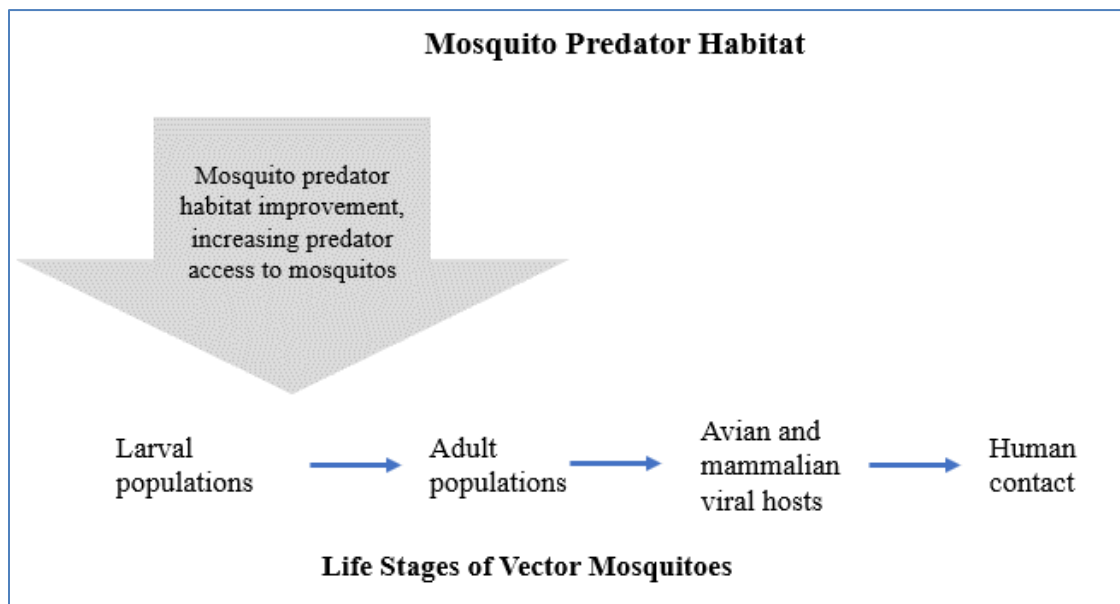 Mosquito Predator Habitat
Mosquito predator
habitat improvement,
increasing predator
access to mosquitos
Larval
populations
Adult
populations
Avian and
mammalian
viral hosts
Human
contact
Life Stages of Vector Mosquitoes